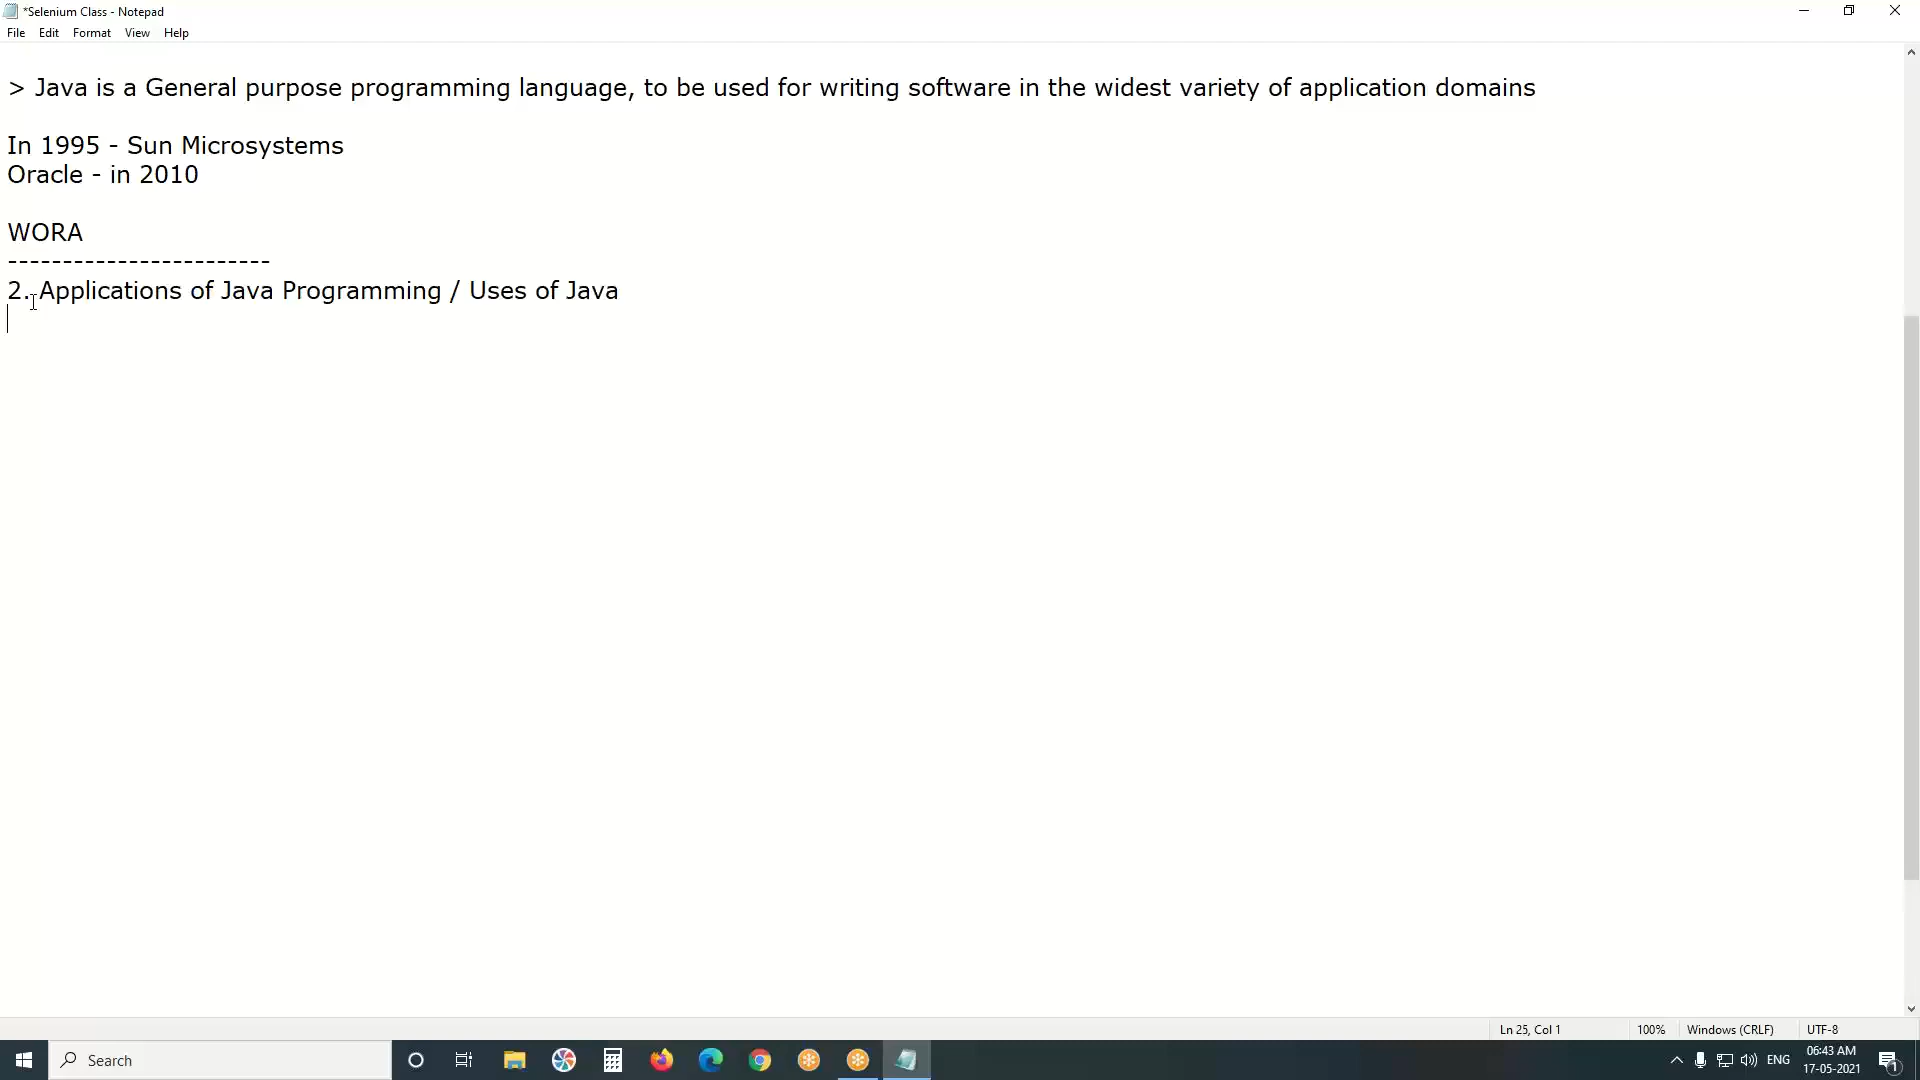 *Selenium Class - Notepad
File Edit Format View Help
> Java is a General purpose programming language, to be used for writing software in the widest variety of application domains
In 1995 - Sun Microsystems
Oracle - in 2010
WORA
------------------------
2. Applications of Java Programming / Uses of Java
Ln 25, Col 1 100% Windows (CRLF) UTF-8
Search ENG 06:43 AM
17-05-2021 1